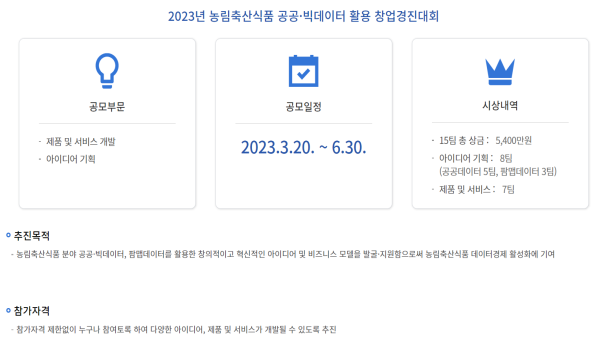 2023년 농림축산식품 공공·빅데이터 활용 창업경진대회
공모부문
- 제품 및 서비스 개발
- 아이디어 기획
공모일정
2023.3.20. ~ 6.30.
시상내역
- 15팀 총 상금 : 5,400만원
- 아이디어 기획 : 8팀
(공공데이터 5팀, 팜맵데이터 3팀)
- 제품 및 서비스 : 7팀
추진목적
- 농림축산식품 분야 공공·빅데이터, 팜맵데이터를 활용한 창의적이고 혁신적인 아이디어 및 비즈니스 모델을 발굴·지원함으로써 농림축산식품 데이터경제 활성화에 기여
참가자격
- 참가자격 제한없이 누구나 참여토록 하여 다양한 아이디어, 제품 및 서비스가 개발될 수 있도록 추진